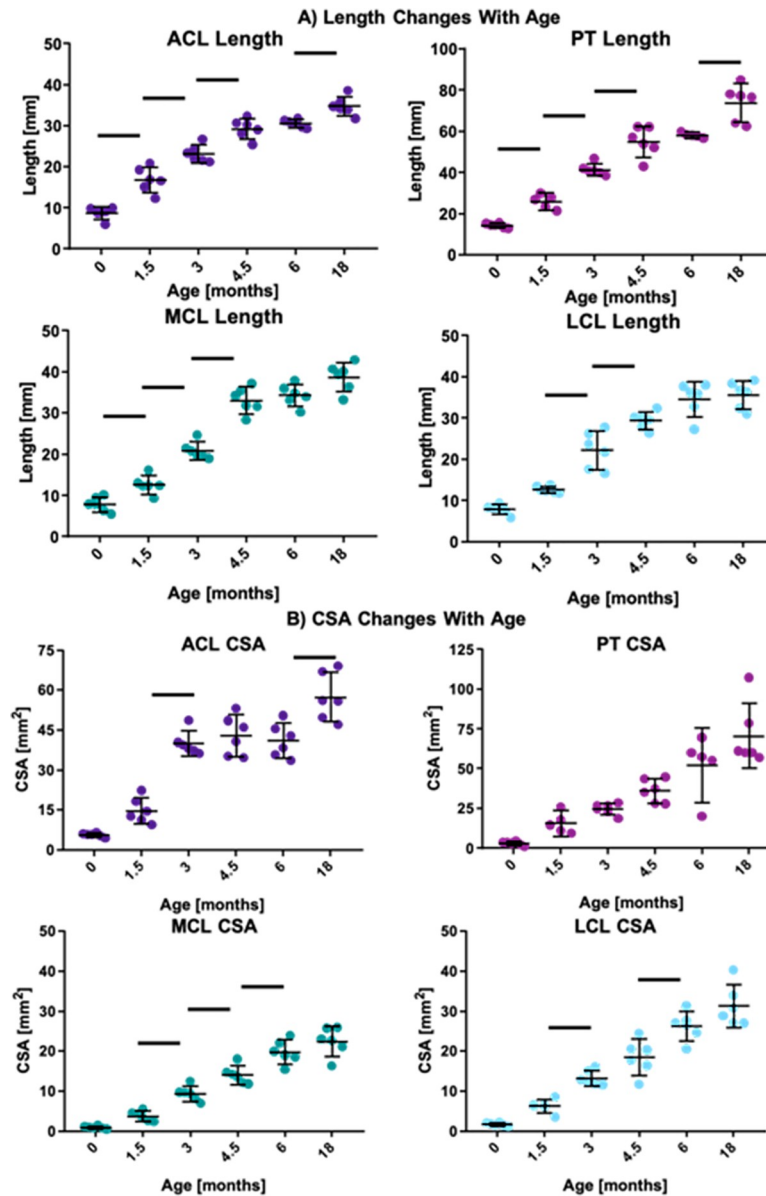 A) Length Changes With Age
ACL Length
Length [mm]
50
40
30
20
10
0
0 1.5 3 4.5 6 18
Age [months]
PT Length
Length [mm]
100
80
60
40
20
0
0 1.5 3 4.5 6 18
Age [months]
MCL Length
Length [mm]
50
40
30
20
10
0
0 1.5 3 4.5 6 18
Age [months]
LCL Length
Length [mm]
50
40
30
20
10
0
0 1.5 3 4.5 6 18
Age [months]
B) CSA Changes With Age
ACL CSA
CSA [mm²]
75
60
45
30
15
0
0 1.5 3 4.5 6 18
Age [months]
PT CSA
CSA [mm²]
125
100
75
50
25
0
0 1.5 3 4.5 6 18
Age [months]
MCL CSA
CSA [mm²]
50
40
30
20
10
0
0 1.5 3 4.5 6 18
Age [months]
LCL CSA
CSA [mm²]
50
40
30
20
10
0
0 1.5 3 4.5 6 18
Age [months]